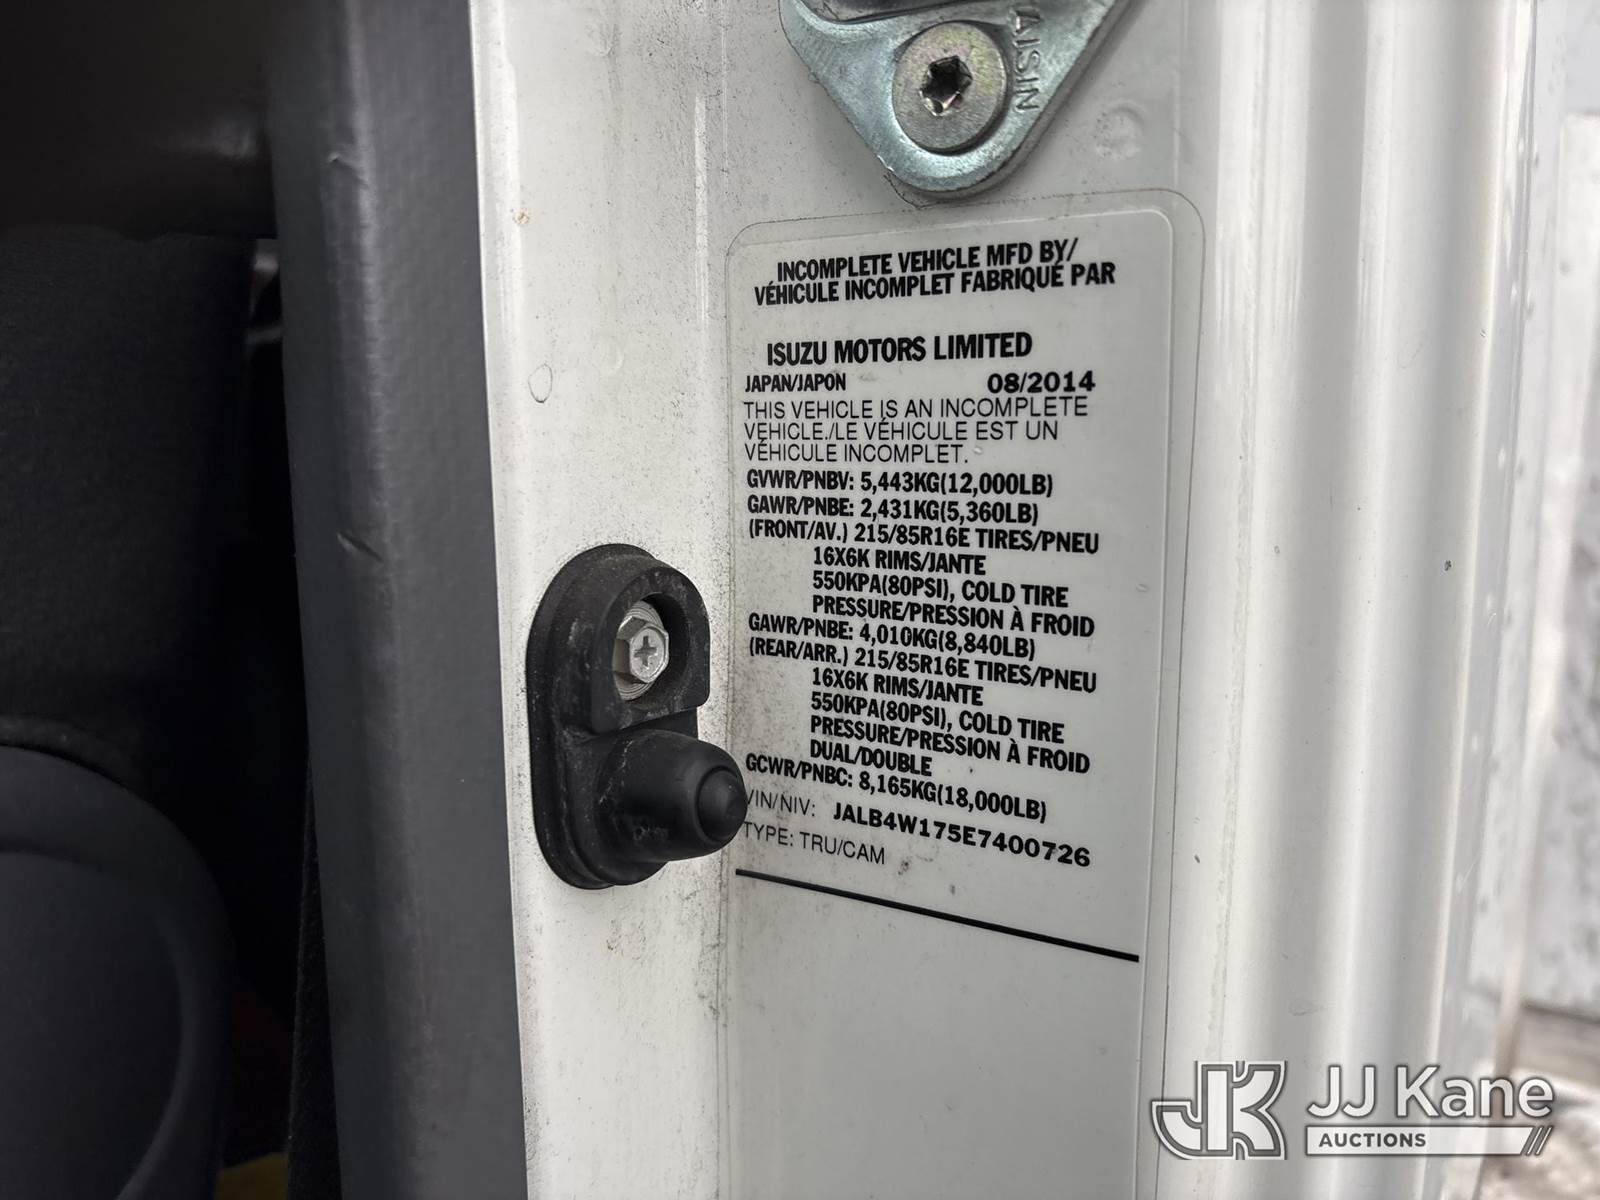 AISIN
INCOMPLETE VEHICLE MFD BY/
VÉHICULE INCOMPLET FABRIQUÉ PAR
ISUZU MOTORS LIMITED
JAPAN/JAPON 08/2014
THIS VEHICLE IS AN INCOMPLETE
VEHICLE./LE VÉHICULE EST UN
VÉHICULE INCOMPLET.
GVWR/PNBV: 5,443KG(12,000LB)
GAWR/PNBE: 2,431KG(5,360LB)
(FRONT/AV.) 215/85R16E TIRES/PNEU
16X6K RIMS/JANTE
550KPA(80PSI), COLD TIRE
PRESSURE/PRESSION À FROID
GAWR/PNBE: 4,010KG(8,840LB)
(REAR/ARR.) 215/85R16E TIRES/PNEU
16X6K RIMS/JANTE
550KPA(80PSI), COLD TIRE
PRESSURE/PRESSION À FROID
DUAL/DOUBLE
GCWR/PNBC: 8,165KG(18,000LB)
VIN/NIV: JALB4W175E7400726
TYPE: TRU/CAM
JK JJ Kane
AUCTIONS